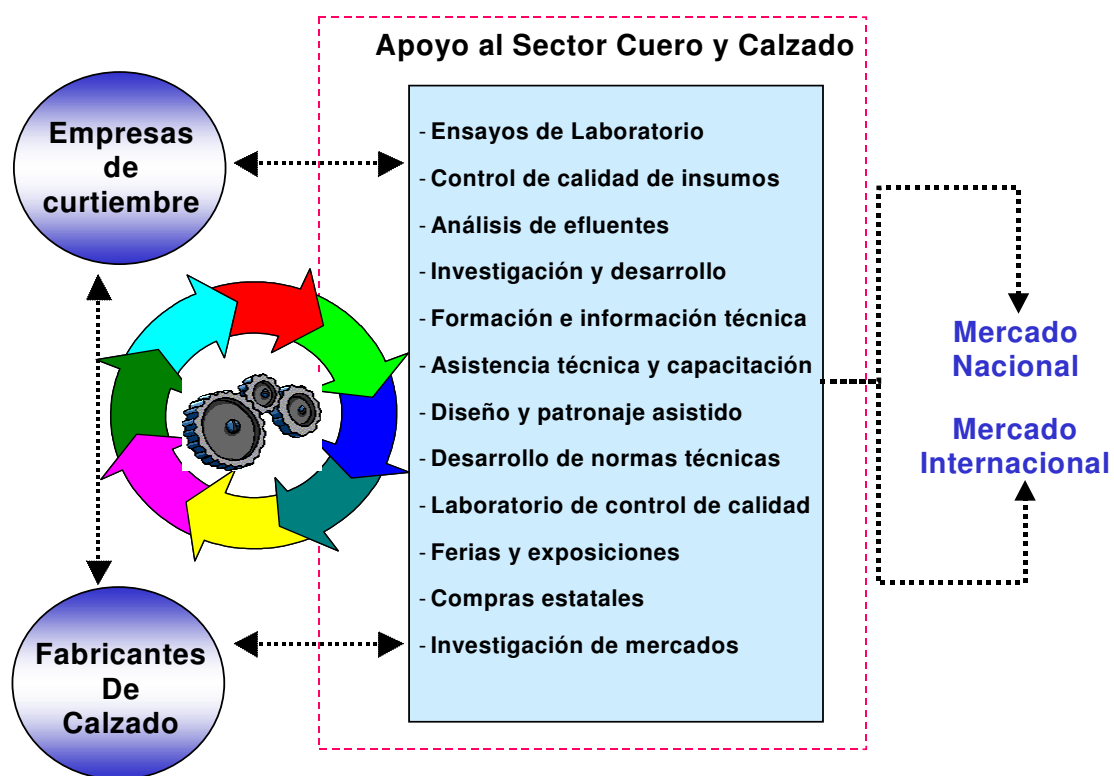 Apoyo al Sector Cuero y Calzado
Empresas
de
curtiembre
- Ensayos de Laboratorio
- Control de calidad de insumos
- Análisis de efluentes
- Investigación y desarrollo
- Formación e información técnica
- Asistencia técnica y capacitación
- Diseño y patronaje asistido
- Desarrollo de normas técnicas
- Laboratorio de control de calidad
- Ferias y exposiciones
- Compras estatales
- Investigación de mercados
Fabricantes
De
Calzado
Mercado
Nacional
Mercado
Internacional